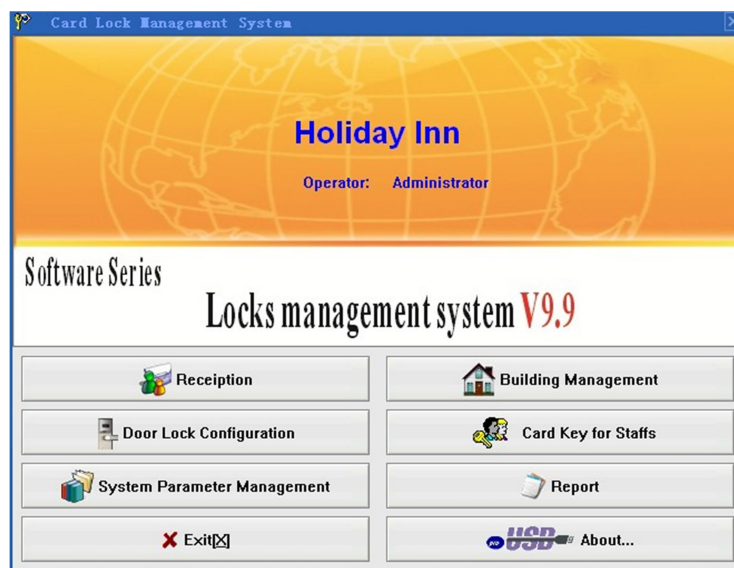 Card Lock Management System
Holiday Inn
Operator: Administrator
Software Series
Locks management system V9.9
Receiption
Building Management
Door Lock Configuration
Card Key for Staffs
System Parameter Management
Report
Exit[X]
pro USB About...